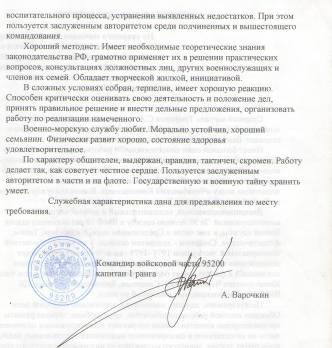 воспитательного процесса, устранении выявленных недостатков. При этом
пользуется заслуженным авторитетом среди подчиненных и вышестоящего
командования.
Хороший методист. Имеет необходимые теоретические знания
законодательства РФ, грамотно применяет их в решении практических
вопросов, консультациях должностных лиц, других военнослужащих и
членов их семей. Обладает творческой жилкой, инициативой.
В сложных условиях собран, терпелив, имеет хорошую реакцию.
Способен критически оценивать свою деятельность и положение дел,
принять правильное решение и внести дельные предложения, организовать
работу по реализации намеченного.
Военно-морскую службу любит. Морально устойчив, хороший
семьянин. Физически развит хорошо, состояние здоровья
удовлетворительное.
По характеру общителен, выдержан, правдив, тактичен, скромен. Работу
делает так, как советует честное сердце. Пользуется заслуженным
авторитетом в части и на флоте. Государственную и военную тайну хранить
умеет.
Служебная характеристика дана для предъявления по месту
требования.
Командир войсковой части 95200
капитан 1 ранга
А. Варочкин
Войсковая часть
95200